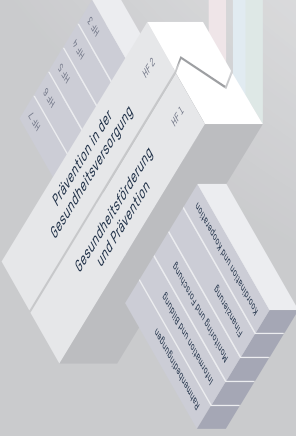 HF 3
HF 4
HF 5
HF 6
HF 7
HF 2
Prävention in der
Gesundheitsversorgung
HF 1
Gesundheitsförderung
und Prävention
Koordination und Kooperation
Finanzierung
Monitoring und Forschung
Information und Bildung
Rahmenbedingungen